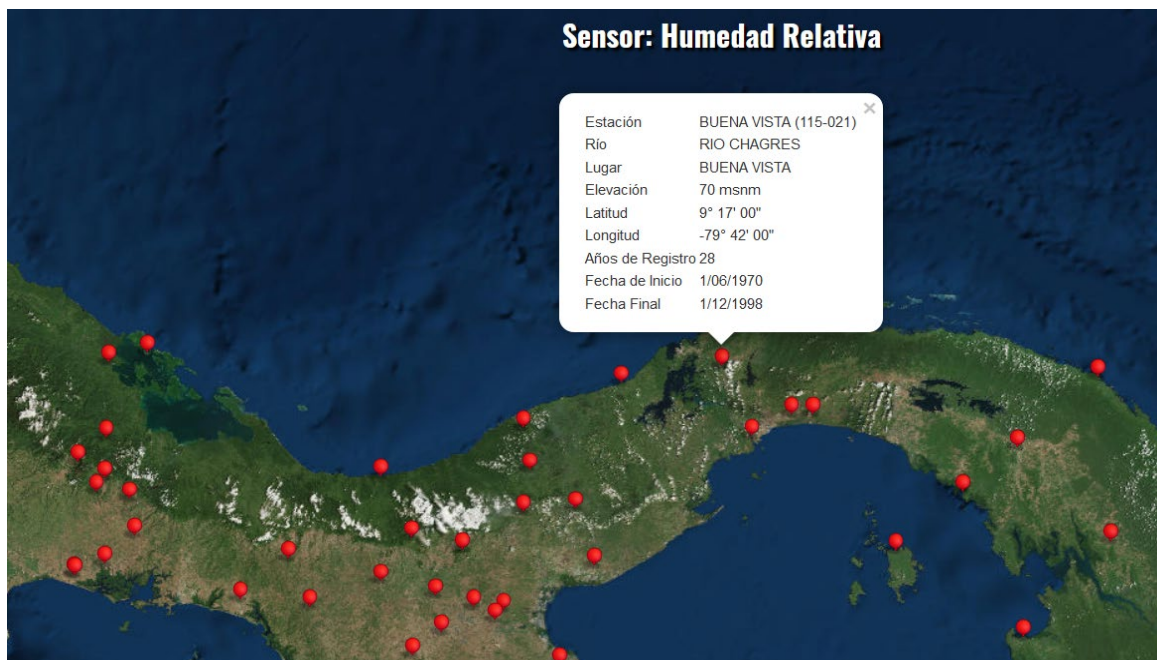 Sensor: Humedad Relativa
×
Estación BUENA VISTA (115-021)
Río RIO CHAGRES
Lugar BUENA VISTA
Elevación 70 msnm
Latitud 9° 17' 00"
Longitud -79° 42' 00"
Años de Registro 28
Fecha de Inicio 1/06/1970
Fecha Final 1/12/1998